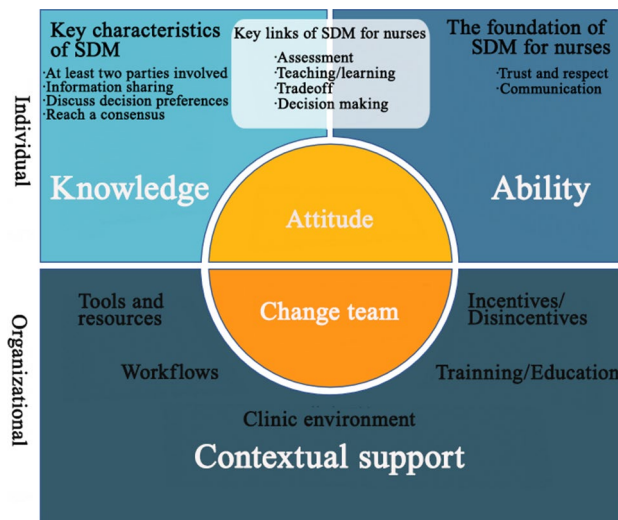 Key characteristics
of SDM
·At least two parties involved
·Information sharing
·Discuss decision preferences
·Reach a consensus
Key links of SDM for nurses
·Assessment
·Teaching/learning
·Tradeoff
·Decision making
The foundation of
SDM for nurses
· Trust and respect
· Communication
Individual
Knowledge
Ability
Attitude
Organizational
Change team
Tools and
resources
Incentives/
Disincentives
Workflows
Trainning/Education
Clinic environment
Contextual support